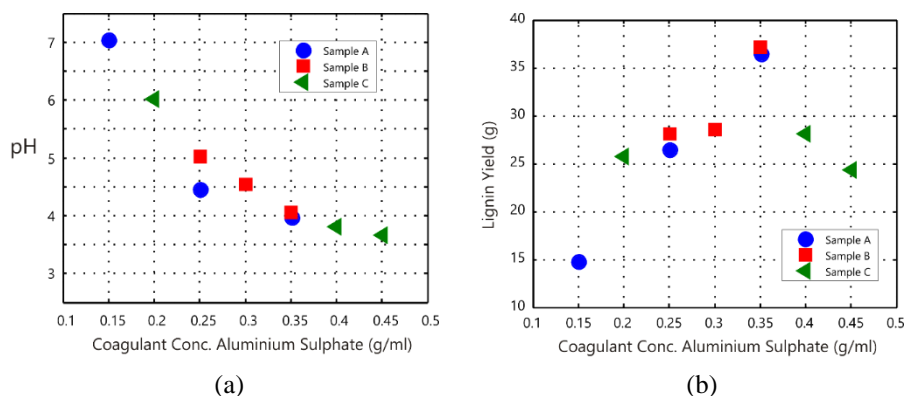 7
6
5
4
3
pH
Sample A
Sample B
Sample C
0.1 0.15 0.2 0.25 0.3 0.35 0.4 0.45 0.5
Coagulant Conc. Aluminium Sulphate (g/ml)
(a)
40
35
30
25
20
15
10
Lignin Yield (g)
Sample A
Sample B
Sample C
0.1 0.15 0.2 0.25 0.3 0.35 0.4 0.45 0.5
Coagulant Conc. Aluminium Sulphate (g/ml)
(b)